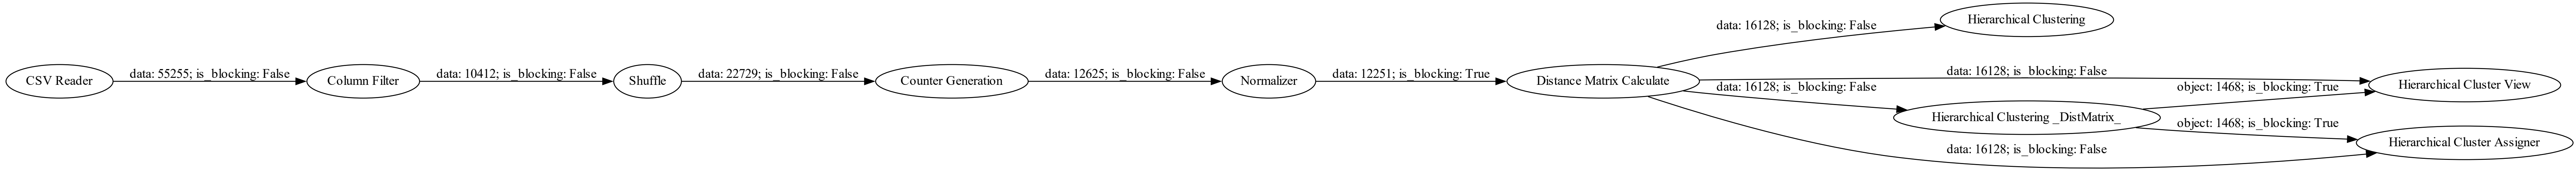 CSV Reader
data: 55255; is_blocking: False
Column Filter
data: 10412; is_blocking: False
Shuffle
data: 22729; is_blocking: False
Counter Generation
data: 12625; is_blocking: False
Normalizer
data: 12251; is_blocking: True
Distance Matrix Calculate
data: 16128; is_blocking: False
Hierarchical Clustering
data: 16128; is_blocking: False
Hierarchical Cluster View
data: 16128; is_blocking: False
Hierarchical Clustering _DistMatrix_
object: 1468; is_blocking: True
object: 1468; is_blocking: True
Hierarchical Cluster Assigner
data: 16128; is_blocking: False